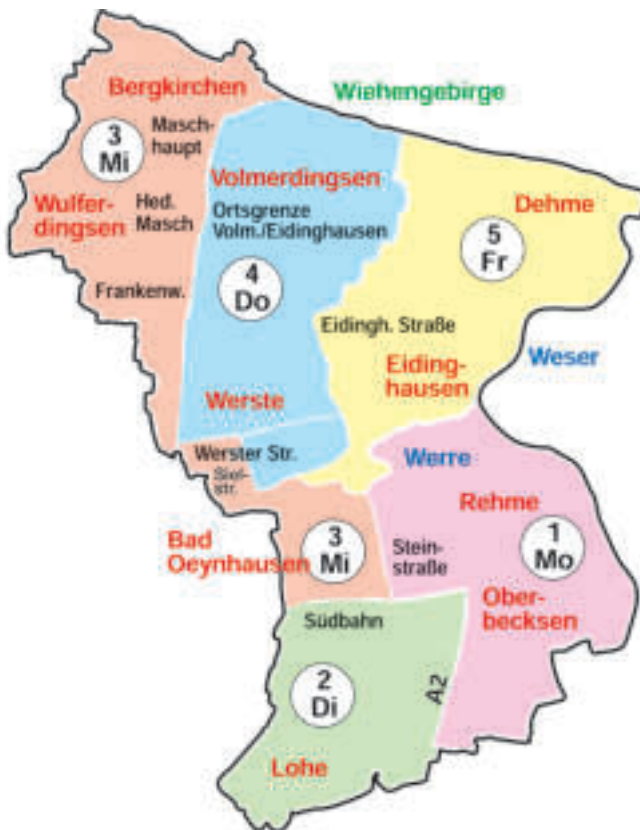 Bergkirchen
Wiehengebirge
3
Mi
Masch-
haupt
Volmerdingsen
Wulfer-
dingsen
Hed.
Masch
Ortsgrenze
Volm./Eidinghausen
Dehme
5
Fr
4
Do
Frankenw.
Eidingh. Straße
Weser
Eiding-
hausen
Werste
Werster Str.
Siel-
str.
Werre
Rehme
Bad
Oeynhausen
3
Mi
Stein-
straße
1
Mo
Ober-
becksen
Südbahn
2
Di
A2
Lohe